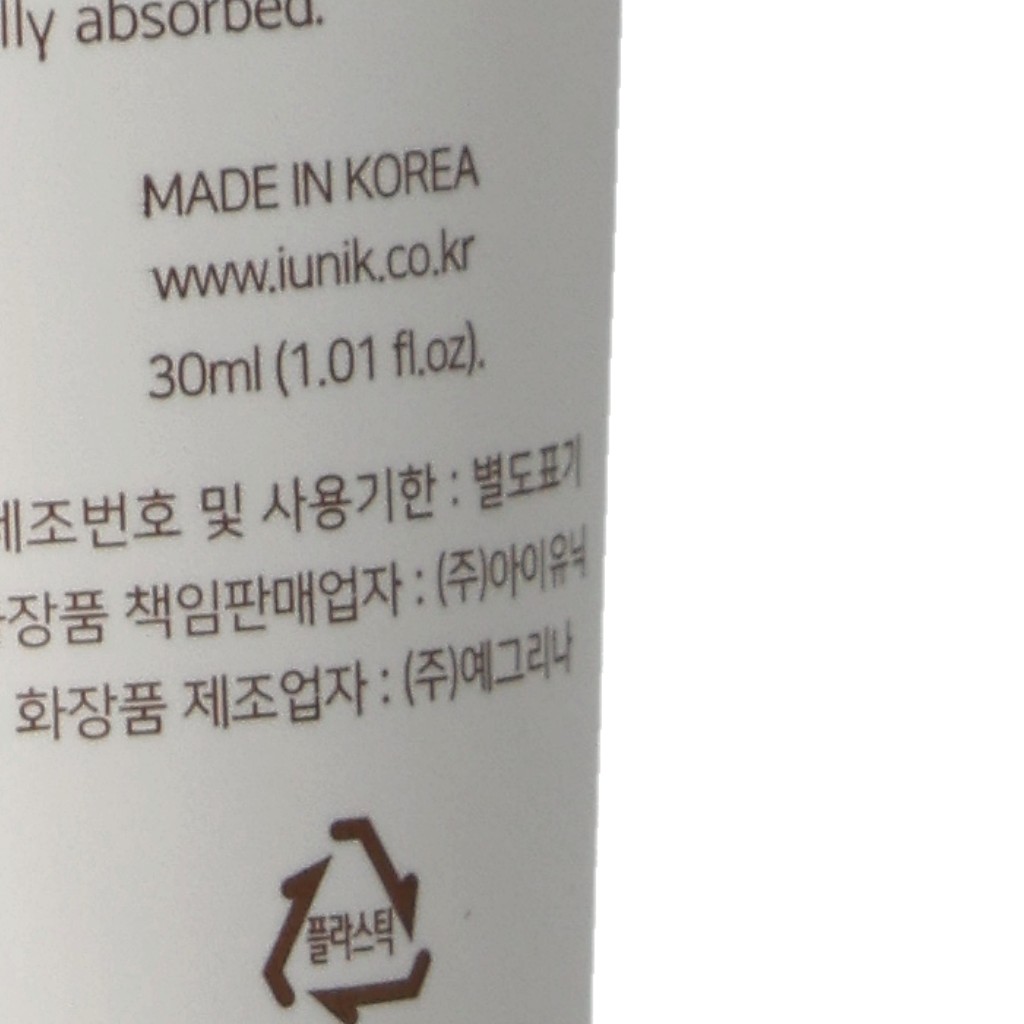 lly absorbed.
MADE IN KOREA
www.iunik.co.kr
30ml (1.01 fl.oz).
제조번호 및 사용기한 : 별도표기
화장품 책임판매업자 : (주)아이유닉
화장품 제조업자 : (주)예그리나
플라스틱